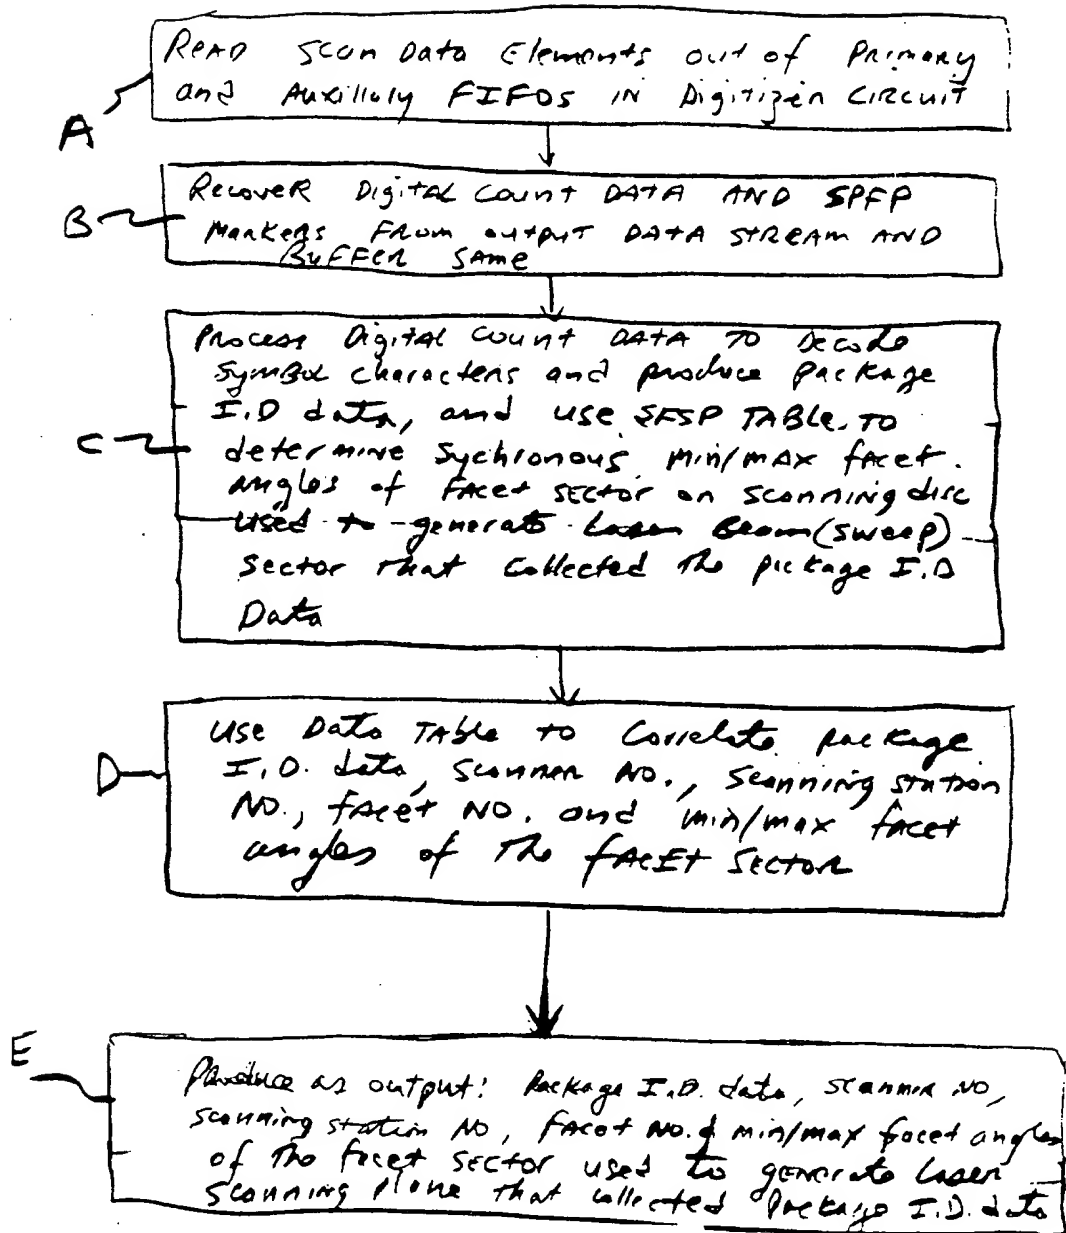 A
READ Scan Data Elements out of Primary
and Auxilluly FIFOs IN Digitizer CIRCUIT
B
Recover Digital Count DATA AND SPFP
Markers From output DATA STREAM AND
BUFFER SAME
C
Process Digital Count DATA TO Decode
Symbol characters and produce Package
I.D data, and use SFSP TABLE TO
determine Sychronous min/max facet
angles of FAcet SECtor on scanning disc
used to generate Laser Beam (sweep)
Sector that Collected the package I.D
Data
D
Use Data TAble to Correlate package
I.D. data, scanner NO., scanning station
NO., fAcet NO. and min/max facet
angles of the fAcEt Sector
E
Produce as output: Package I.D. data, scanner NO,
scanning station NO, FAcet NO. & min/max facet angles
of the facet SECTOR used to generate Laser
scanning Plane that collected Package I.D. data